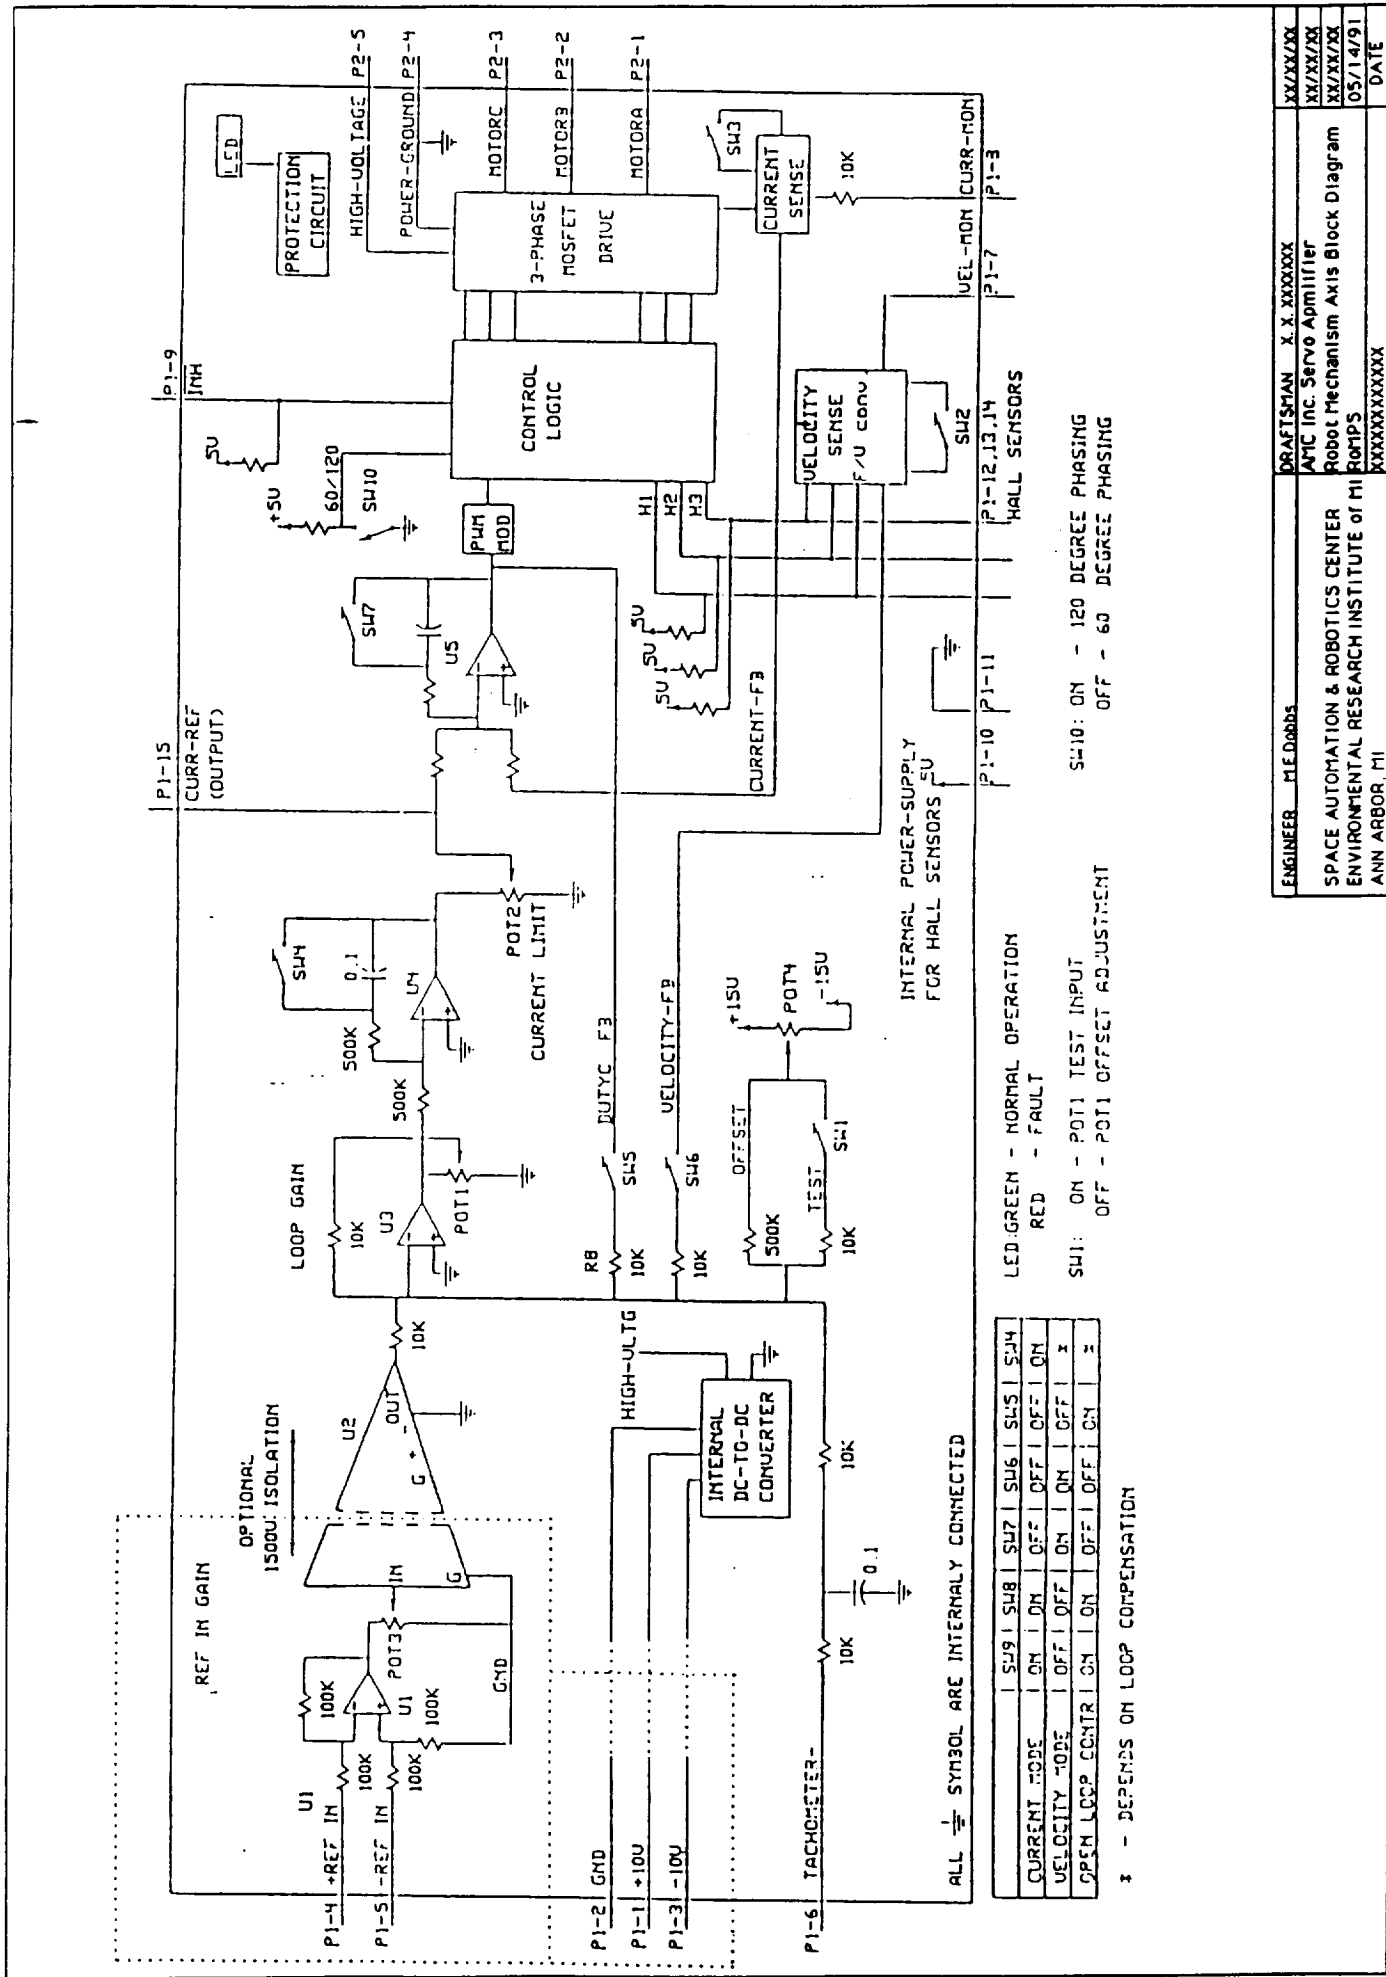 P1-15
CURR-REF
(OUTPUT)
P1-9
INH
5V
+5V
60/120
SW10
LED
PROTECTION
CIRCUIT
HIGH-VOLTAGE P2-5
POWER-GROUND P2-4
MOTORC P2-3
MOTORB P2-2
MOTORA P2-1
3-PHASE
MOSFET
DRIVE
CONTROL
LOGIC
PWM
MOD
SW7
U5
SW3
CURRENT
SENSE
10K
CURR-MON
P1-3
VEL-MON
P1-7
VELOCITY
SENSE
F/V conv
SW2
H1
H2
H3
P1-12,13,14
HALL SENSORS
5V
5V
5V
CURRENT-FB
INTERNAL POWER-SUPPLY
FOR HALL SENSORS
5V
P1-10
P1-11
REF IN GAIN
OPTIONAL
1500V ISOLATION
U2
OUT
IN
G
G
+
-
U1
P1-4 +REF IN
P1-5 -REF IN
100K
100K
100K
100K
U1
POT3
GND
10K
LOOP GAIN
10K
U3
POT1
500K
500K
SW4
0.1
U4
POT2
CURRENT LIMIT
DUTYC FB
R8
10K
SW5
VELOCITY-FB
10K
SW6
OFFSET
500K
TEST
10K
SW1
+15V
POT4
-15V
HIGH-VLTG
INTERNAL
DC-TO-DC
CONVERTER
P1-2 GND
P1-1 +10V
P1-3 -10V
P1-6 TACHOMETER-
10K
10K
0.1
ALL SYMBOL ARE INTERNALY CONNECTED
| SW9 | SW8 | SW7 | SW6 | SW5 | SW4
CURRENT MODE | ON | ON | OFF | OFF | OFF | ON
VELOCITY MODE | OFF | OFF | ON | ON | OFF | *
OPEN LOOP CONTR | ON | ON | OFF | OFF | ON | *
* - DEPENDS ON LOOP COMPENSATION
LED:GREEN - NORMAL OPERATION
RED - FAULT
SW1: ON - POT1 TEST INPUT
OFF - POT1 OFFSET ADJUSTMENT
SW10: ON - 120 DEGREE PHASING
OFF - 60 DEGREE PHASING
ENGINEER M E Dobbs
DRAFTSMAN X. X. XXXXXXX
XX/XX/XX
SPACE AUTOMATION & ROBOTICS CENTER
ENVIRONMENTAL RESEARCH INSTITUTE of MI
ANN ARBOR, MI
AMC Inc. Servo Apmlifier
XX/XX/XX
Robot Mechanism Axis Block Diagram
XX/XX/XX
RoMPS
05/14/91
XXXXXXXXXXX
DATE